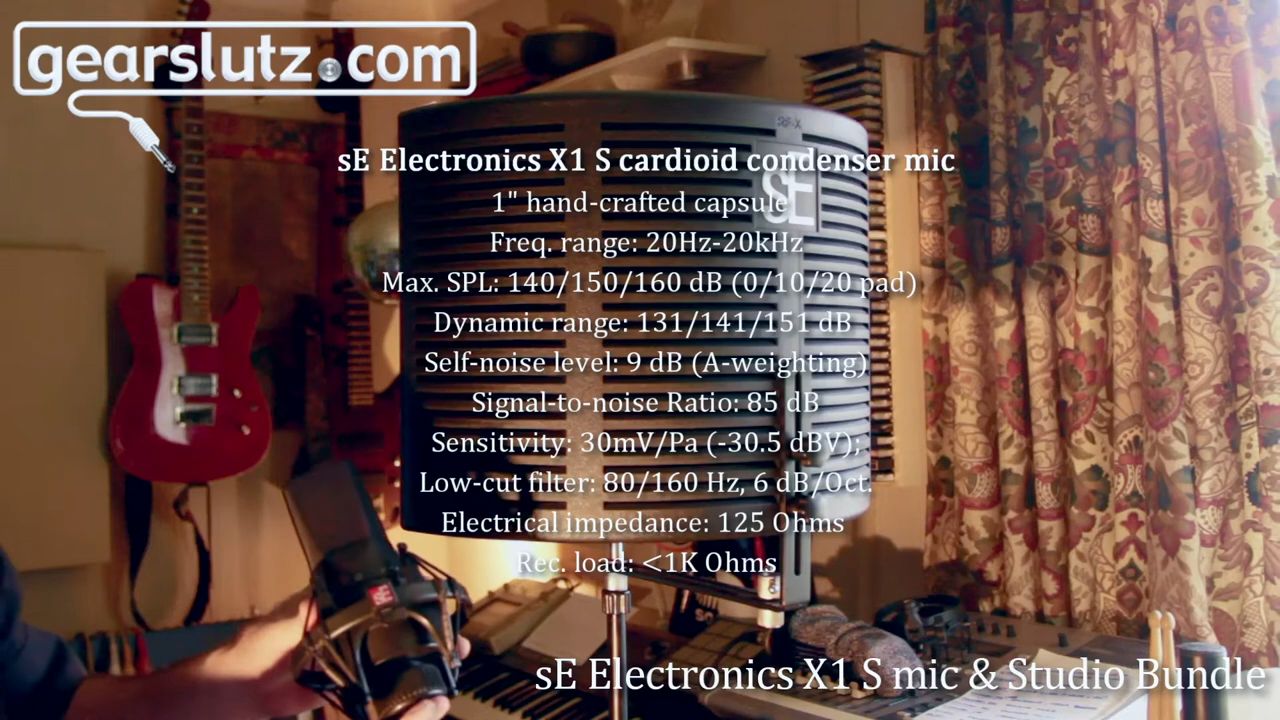 gearslutz.com
RF-X
sE
sE Electronics X1 S cardioid condenser mic
1" hand-crafted capsule
Freq. range: 20Hz-20kHz
Max. SPL: 140/150/160 dB (0/10/20 pad)
Dynamic range: 131/141/151 dB
Self-noise level: 9 dB (A-weighting)
Signal-to-noise Ratio: 85 dB
Sensitivity: 30mV/Pa (-30.5 dBV);
Low-cut filter: 80/160 Hz, 6 dB/Oct.
Electrical impedance: 125 Ohms
Rec. load: <1K Ohms
sE
sE Electronics X1 S mic & Studio Bundle